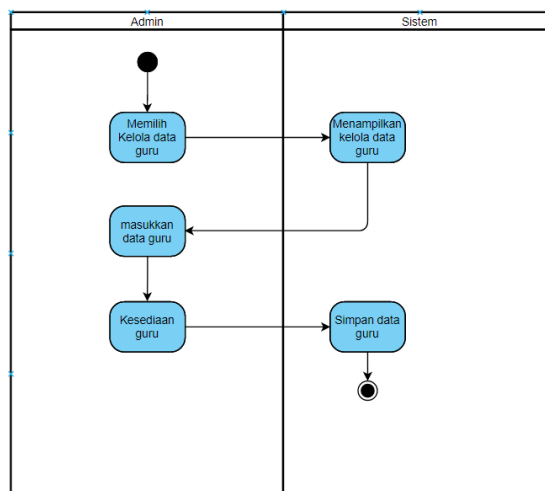 Admin
Sistem
Memilih
Kelola data
guru
Menampilkan
kelola data
guru
masukkan
data guru
Kesediaan
guru
Simpan data
guru